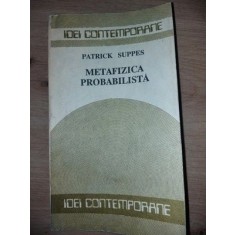 IDEI CONTEMPORANE
PATRICK SUPPES
METAFIZICA
PROBABILISTĂ
IDEI CONTEMPORANE